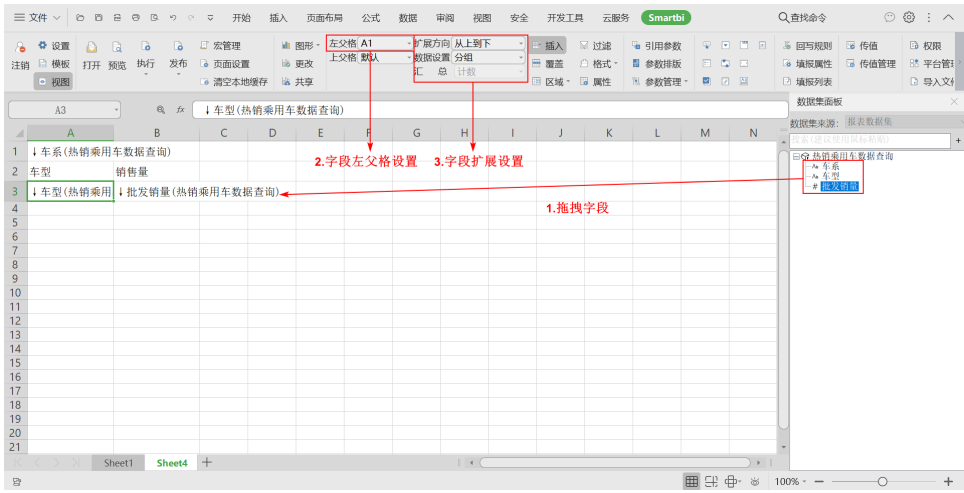 文件 开始 插入 页面布局 公式 数据 审阅 视图 安全 开发工具 云服务 Smartbi 查找命令
设置 宏管理 图形 左父格 A1 扩展方向 从上到下 插入 过滤 引用参数 回写规则 传值 权限
注销 模板 打开 预览 执行 发布 页面设置 更改 上父格 默认 数据设置 分组 覆盖 格式 参数排版 填报属性 传值管理 平台管
视图 清空本地缓存 共享 汇 总 计数 区域 属性 参数管理 填报列表 导入文
数据集面板
A3 fx ↓车型(热销乘用车数据查询)
数据集来源: 报表数据集
搜索(建议使用鼠标粘贴) +
A B C D E F G H I J K L M N
1 ↓车系(热销乘用车数据查询)
2.字段左父格设置 3.字段扩展设置
热销乘用车数据查询
车系
车型
# 批发销量
2 车型 销售量
3 ↓车型(热销乘用 ↓批发销量(热销乘用车数据查询)
1.拖拽字段
4
5
6
7
8
9
10
11
12
13
14
15
16
17
18
19
20
21
Sheet1 Sheet4 +
100% − +